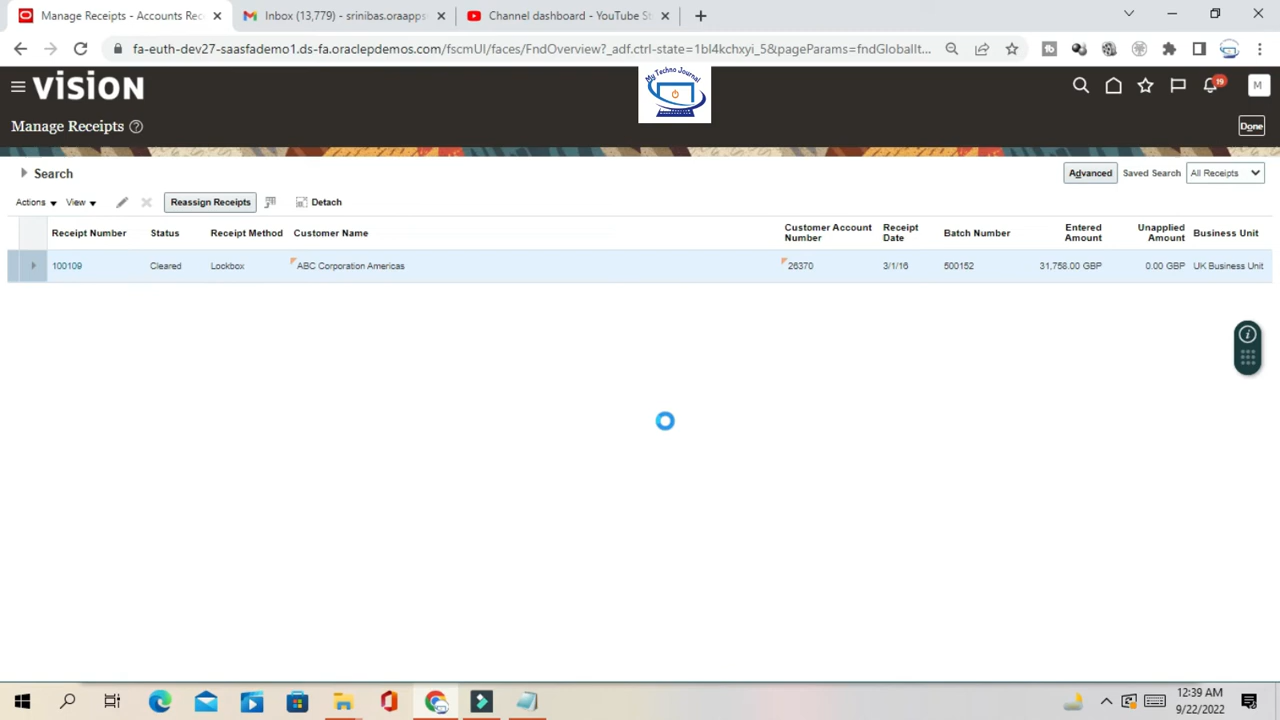 Manage Receipts - Accounts Rec
Inbox (13,779) - srinibas.oraapps
Channel dashboard - YouTube St
fa-euth-dev27-saasfademo1.ds-fa.oraclepdemos.com/fscmUI/faces/FndOverview?_adf.ctrl-state=1bl4kchxyi_5&pageParams=fndGlobalIt...
vision
My Techno Journal
19
M
Manage Receipts
Done
Search
Advanced
Saved Search
All Receipts
Actions
View
Reassign Receipts
Detach
Receipt Number Status Receipt Method Customer Name Customer Account Number Receipt Date Batch Number Entered Amount Unapplied Amount Business Unit
100109 Cleared Lockbox ABC Corporation Americas 26370 3/1/16 500152 31,758.00 GBP 0.00 GBP UK Business Unit
12:39 AM
9/22/2022